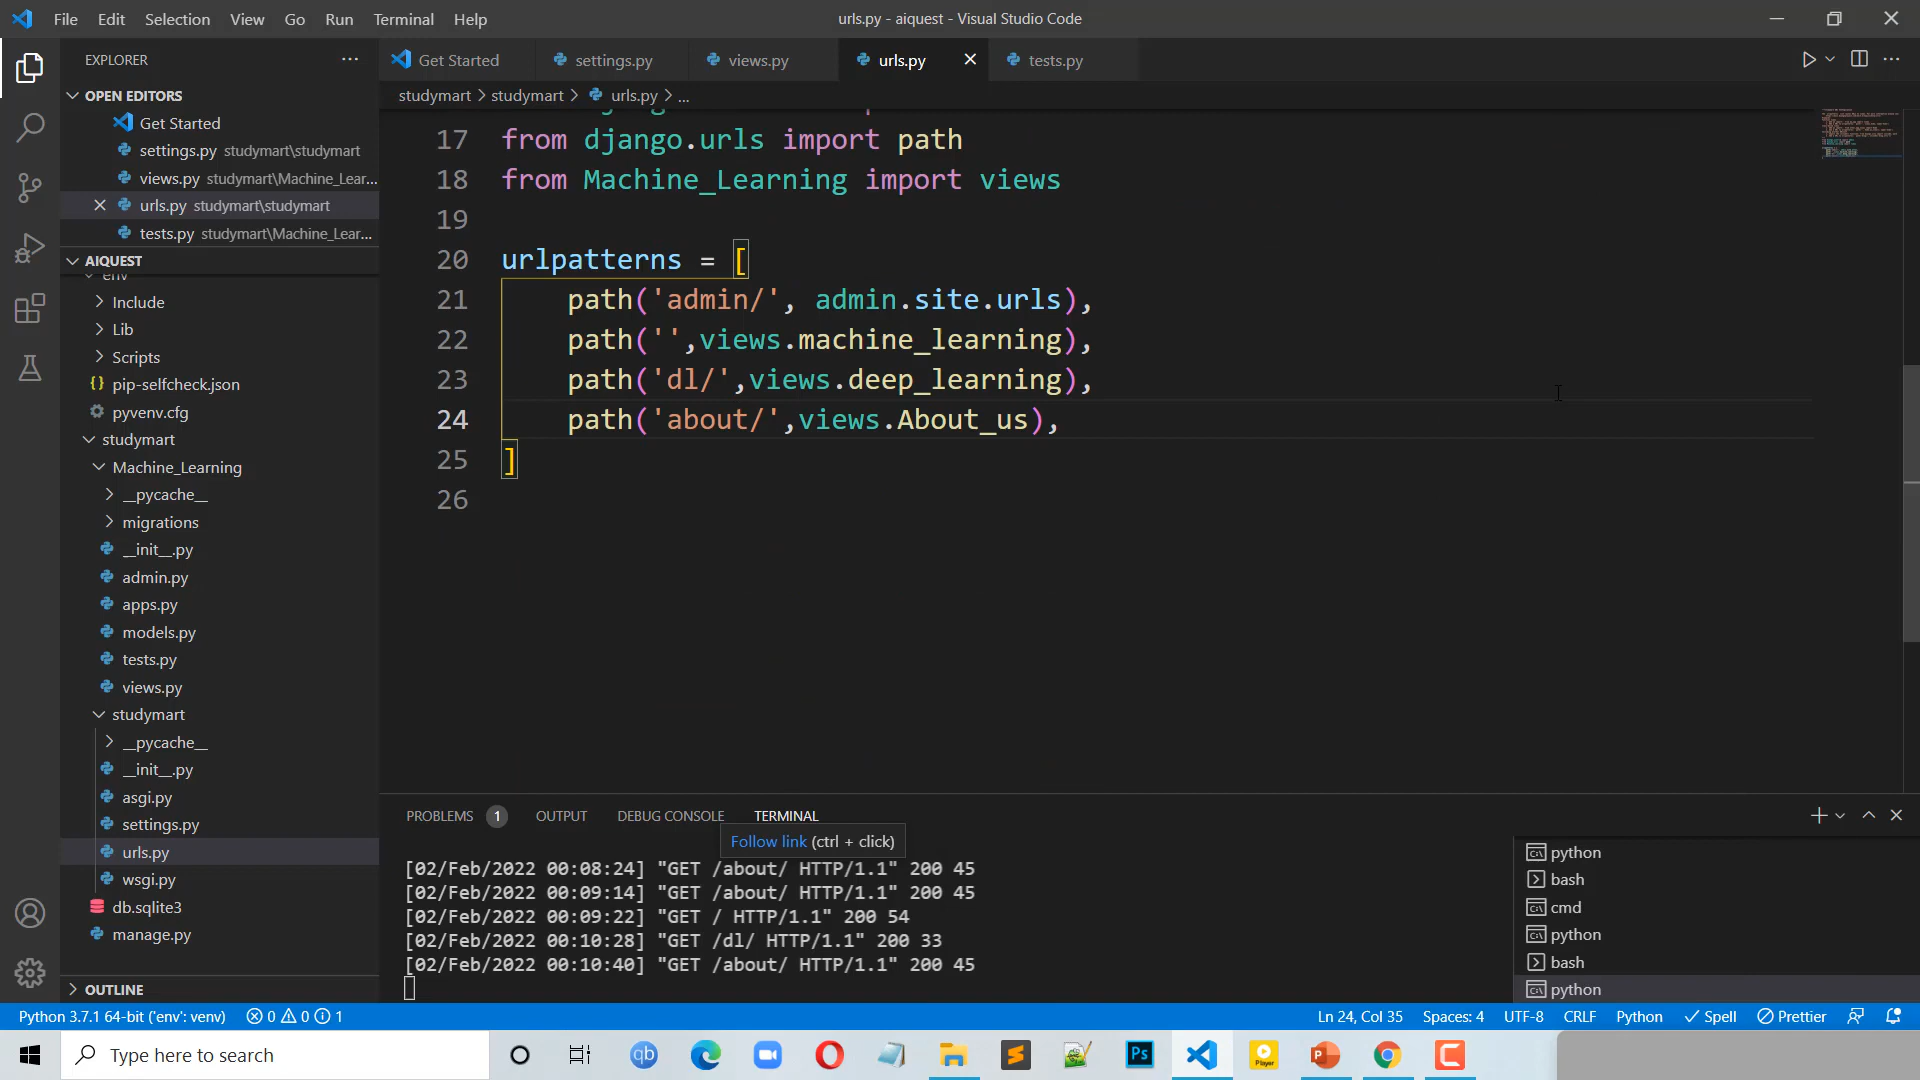 File Edit Selection View Go Run Terminal Help
urls.py - aiquest - Visual Studio Code
EXPLORER
Get Started
settings.py
views.py
urls.py
tests.py
OPEN EDITORS
Get Started
settings.py studymart\studymart
views.py studymart\Machine_Lear...
urls.py studymart\studymart
tests.py studymart\Machine_Lear...
AIQUEST
env
Include
Lib
Scripts
pip-selfcheck.json
pyvenv.cfg
studymart
Machine_Learning
__pycache__
migrations
__init__.py
admin.py
apps.py
models.py
tests.py
views.py
studymart
__pycache__
__init__.py
asgi.py
settings.py
urls.py
wsgi.py
db.sqlite3
manage.py
OUTLINE
studymart > studymart > urls.py > ...
17 from django.urls import path
18 from Machine_Learning import views
19
20 urlpatterns = [
21 path('admin/', admin.site.urls),
22 path('',views.machine_learning),
23 path('dl/',views.deep_learning),
24 path('about/',views.About_us),
25 ]
26
PROBLEMS 1 OUTPUT DEBUG CONSOLE TERMINAL
Follow link (ctrl + click)
[02/Feb/2022 00:08:24] "GET /about/ HTTP/1.1" 200 45
[02/Feb/2022 00:09:14] "GET /about/ HTTP/1.1" 200 45
[02/Feb/2022 00:09:22] "GET / HTTP/1.1" 200 54
[02/Feb/2022 00:10:28] "GET /dl/ HTTP/1.1" 200 33
[02/Feb/2022 00:10:40] "GET /about/ HTTP/1.1" 200 45
python
bash
cmd
python
bash
python
Python 3.7.1 64-bit ('env': venv) 0 0 1
Ln 24, Col 35 Spaces: 4 UTF-8 CRLF Python Spell Prettier
Type here to search
qb
Ps
Player